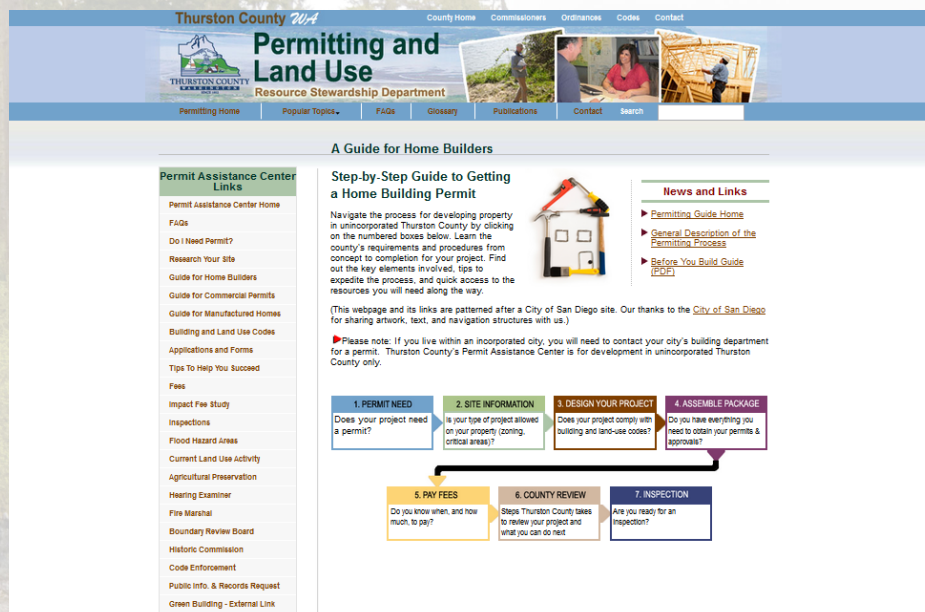 Thurston County WA
County Home Commissioners Ordinances Codes Contact
Permitting and
Land Use
Resource Stewardship Department
THURSTON COUNTY
WASHINGTON
Permitting Home Popular Topics FAQs Glossary Publications Contact Search
A Guide for Home Builders
Permit Assistance Center
Links
Permit Assistance Center Home
FAQs
Do I Need Permit?
Research Your Site
Guide for Home Builders
Guide for Commercial Permits
Guide for Manufactured Homes
Building and Land Use Codes
Applications and Forms
Tips To Help You Succeed
Fees
Impact Fee Study
Inspections
Flood Hazard Areas
Current Land Use Activity
Agricultural Preservation
Hearing Examiner
Fire Marshal
Boundary Review Board
Historic Commission
Code Enforcement
Public Info. & Records Request
Green Building - External Link
Step-by-Step Guide to Getting
a Home Building Permit
Navigate the process for developing property
in unincorporated Thurston County by clicking
on the numbered boxes below. Learn the
county's requirements and procedures from
concept to completion for your project. Find
out the key elements involved, tips to
expedite the process, and quick access to the
resources you will need along the way.
News and Links
Permitting Guide Home
General Description of the
Permitting Process
Before You Build Guide
(PDF)
(This webpage and its links are patterned after a City of San Diego site. Our thanks to the City of San Diego
for sharing artwork, text, and navigation structures with us.)
Please note: If you live within an incorporated city, you will need to contact your city's building department
for a permit. Thurston County's Permit Assistance Center is for development in unincorporated Thurston
County only.
1. PERMIT NEED
Does your project need
a permit?
2. SITE INFORMATION
Is your type of project allowed
on your property (zoning,
critical areas)?
3. DESIGN YOUR PROJECT
Does your project comply with
building and land-use codes?
4. ASSEMBLE PACKAGE
Do you have everything you
need to obtain your permits &
approvals?
5. PAY FEES
Do you know when, and how
much, to pay?
6. COUNTY REVIEW
Steps Thurston County takes
to review your project and
what you can do next
7. INSPECTION
Are you ready for an
inspection?